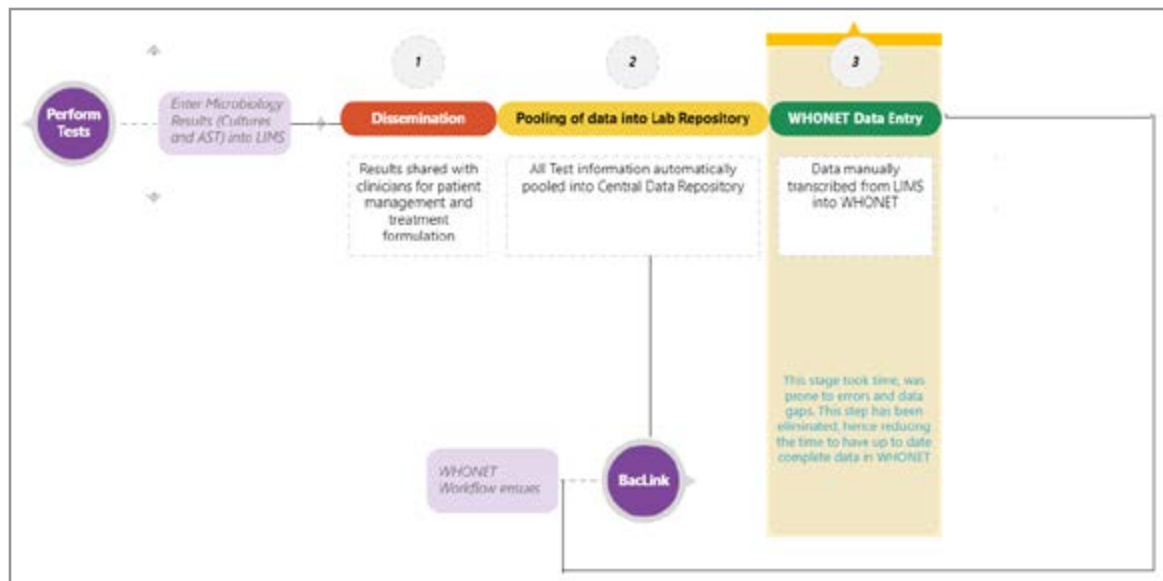 1
2
3
Perform
Tests
Enter Microbiology
Results (Cultures
and AST) into LIMS
Dissemination
Pooling of data into Lab Repository
WHONET Data Entry
Results shared with
clinicians for patient
management and
treatment
formulation
All Test information automatically
pooled into Central Data Repository
Data manually
transcribed from LIMS
into WHONET
This stage took time, was
prone to errors and data
gaps. This step has been
eliminated, hence reducing
the time to have up to date
complete data in WHONET
WHONET
Workflow ensues
BacLink